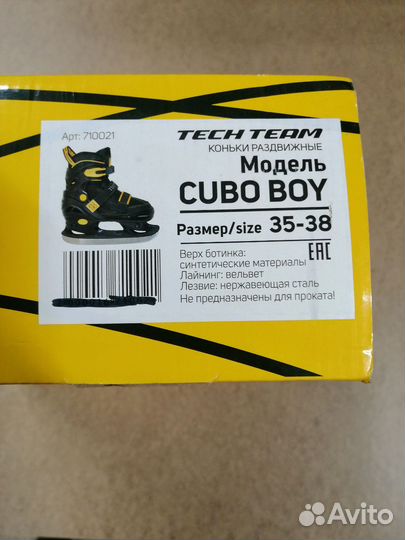 Арт: 710021
TECH TEAM
КОНЬКИ РАЗДВИЖНЫЕ
Модель
CUBO BOY
Размер/size 35-38
Верх ботинка:
синтетические материалы
Лайнинг: вельвет
Лезвие: нержавеющая сталь
Не предназначены для проката!
EAC
Avito